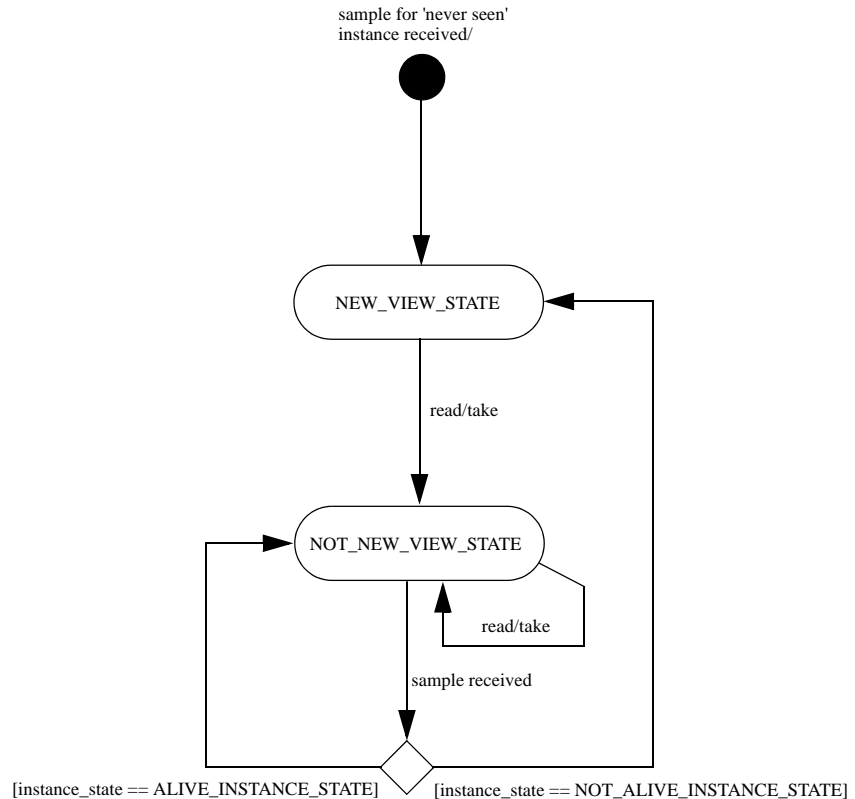 sample for 'never seen'
instance received/
NEW_VIEW_STATE
read/take
NOT_NEW_VIEW_STATE
read/take
sample received
[instance_state == ALIVE_INSTANCE_STATE]
[instance_state == NOT_ALIVE_INSTANCE_STATE]